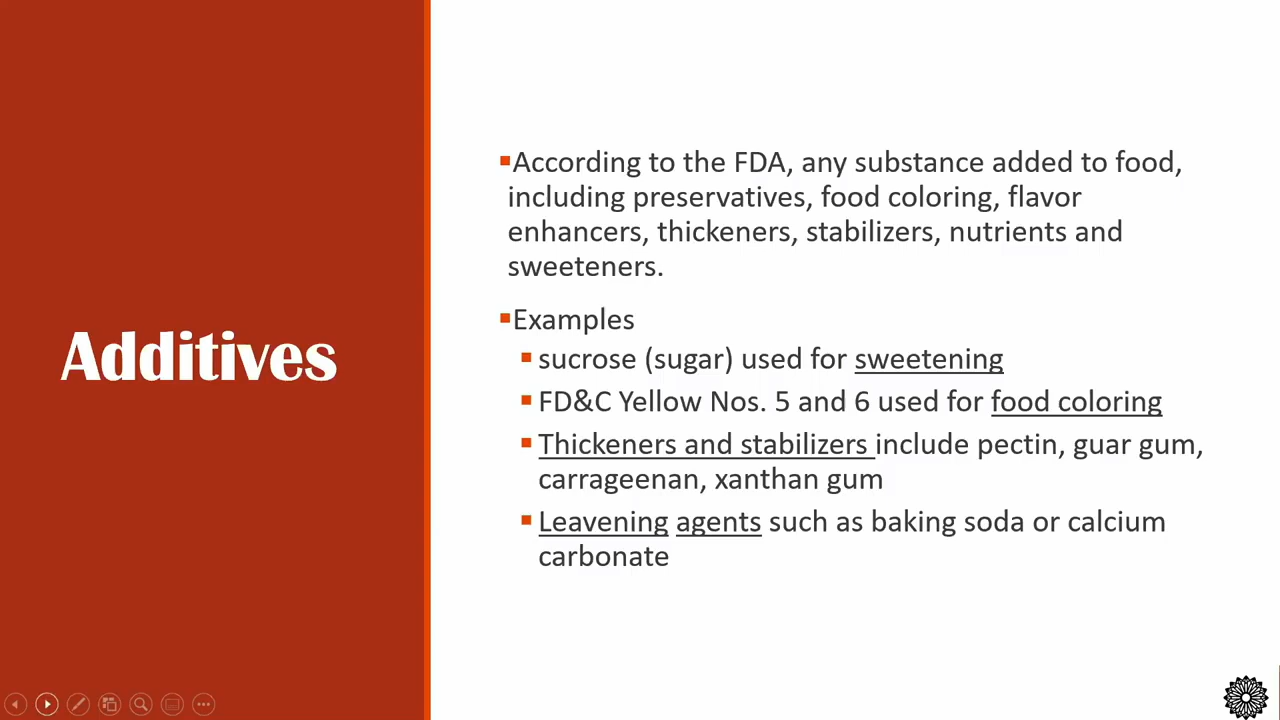 Additives
▪According to the FDA, any substance added to food,
including preservatives, food coloring, flavor
enhancers, thickeners, stabilizers, nutrients and
sweeteners.
▪Examples
▪ sucrose (sugar) used for sweetening
▪ FD&C Yellow Nos. 5 and 6 used for food coloring
▪ Thickeners and stabilizers include pectin, guar gum,
carrageenan, xanthan gum
▪ Leavening agents such as baking soda or calcium
carbonate